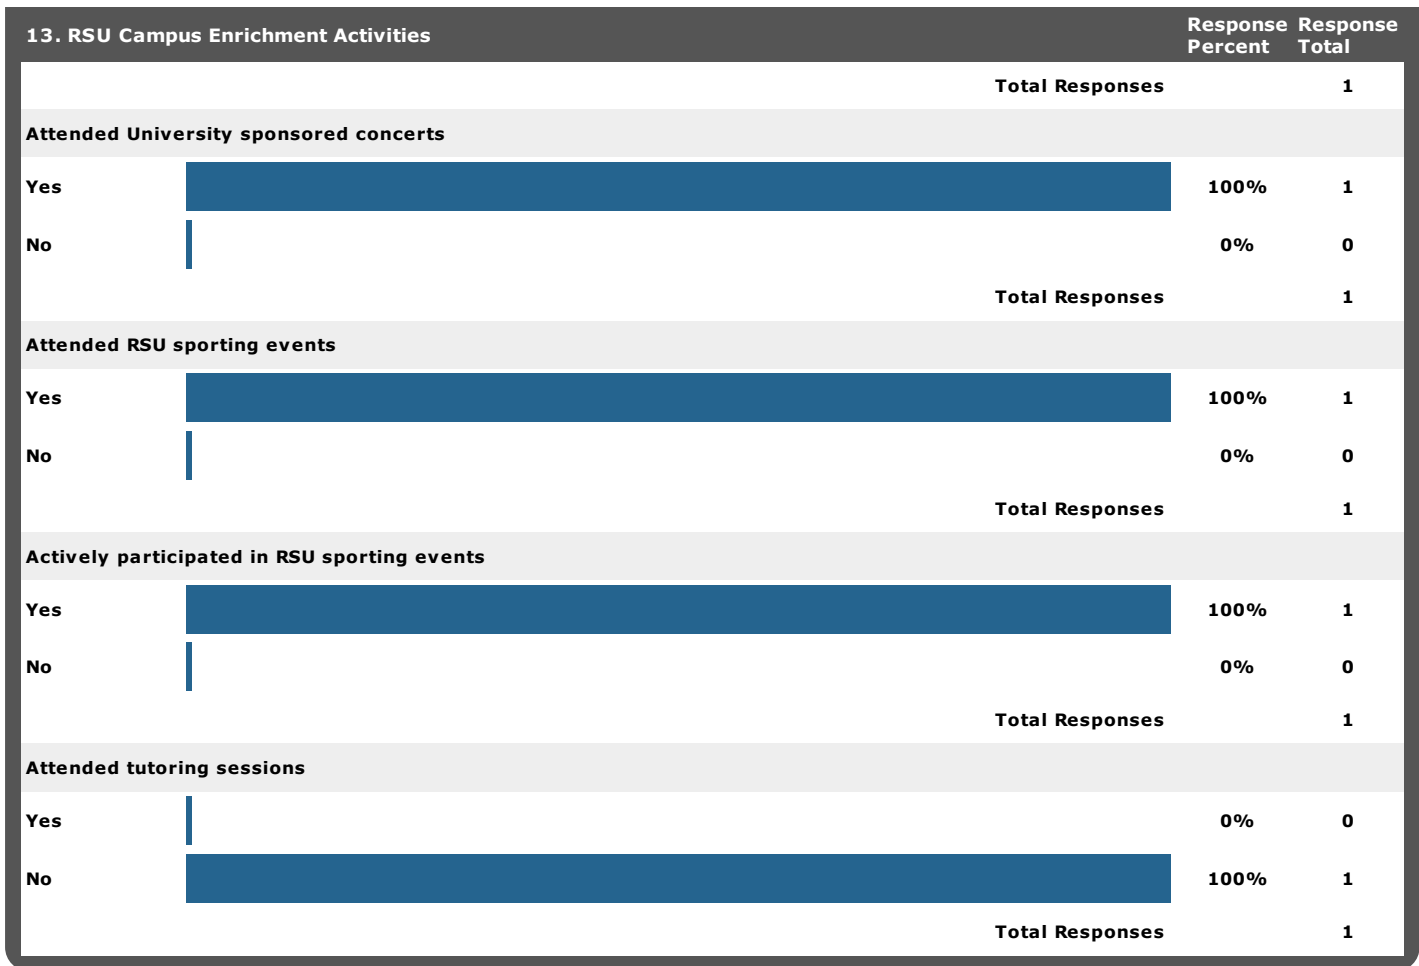 13. RSU Campus Enrichment Activities Response Percent Response Total
Total Responses 1
Attended University sponsored concerts
Yes 100% 1
No 0% 0
Total Responses 1
Attended RSU sporting events
Yes 100% 1
No 0% 0
Total Responses 1
Actively participated in RSU sporting events
Yes 100% 1
No 0% 0
Total Responses 1
Attended tutoring sessions
Yes 0% 0
No 100% 1
Total Responses 1